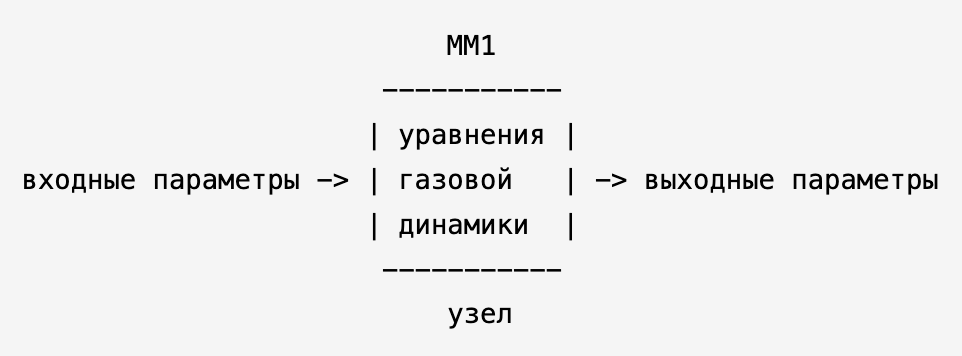 ММ1
-----------
| уравнения |
входные параметры -> | газовой | -> выходные параметры
| динамики |
-----------
узел